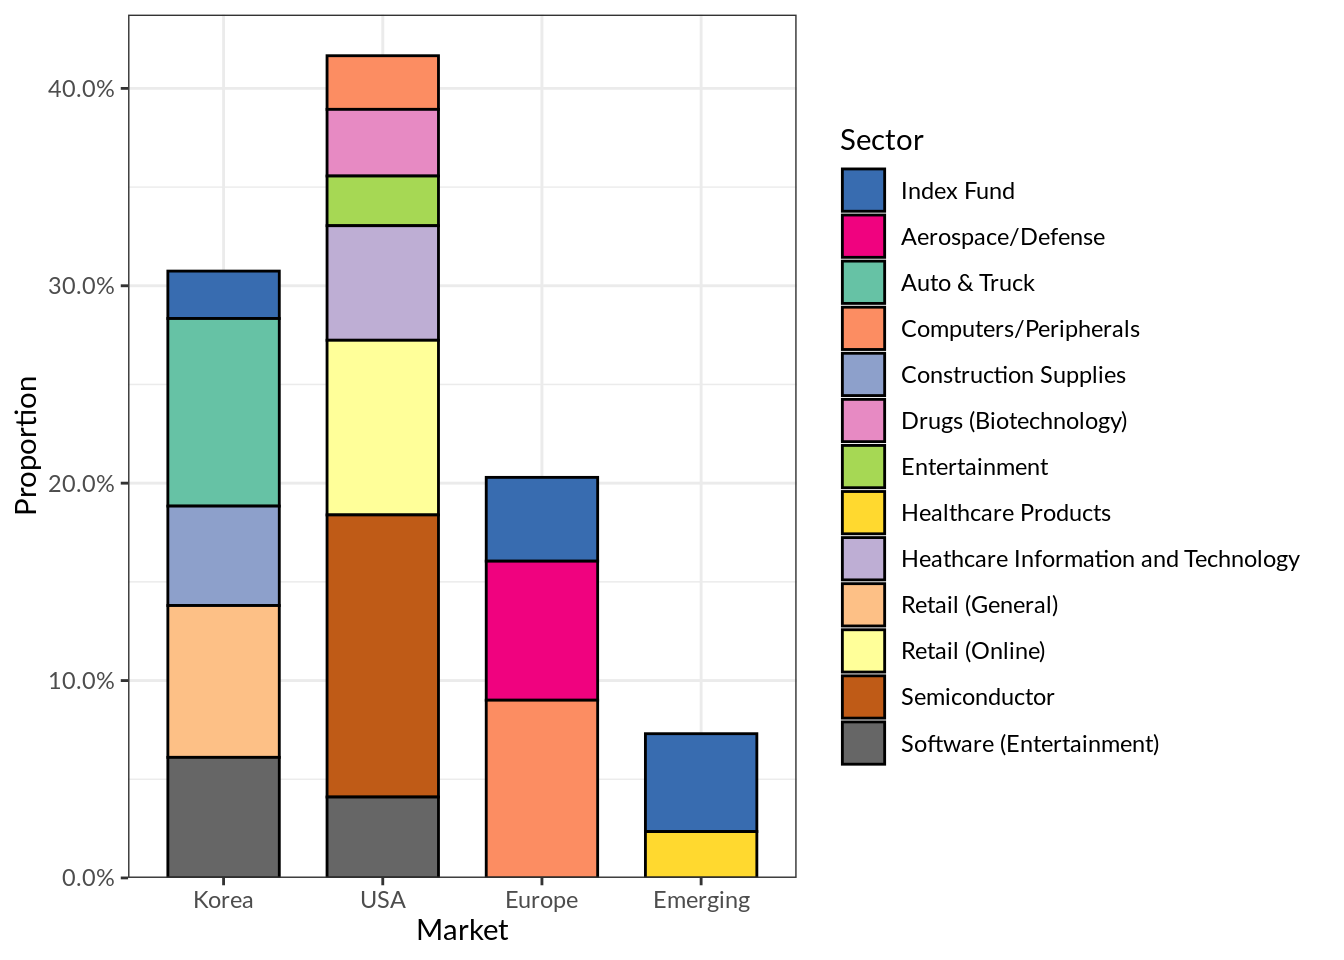 40.0%
30.0%
20.0%
10.0%
0.0%
Proportion
Korea
USA
Europe
Emerging
Market
Sector
Index Fund
Aerospace/Defense
Auto & Truck
Computers/Peripherals
Construction Supplies
Drugs (Biotechnology)
Entertainment
Healthcare Products
Heathcare Information and Technology
Retail (General)
Retail (Online)
Semiconductor
Software (Entertainment)